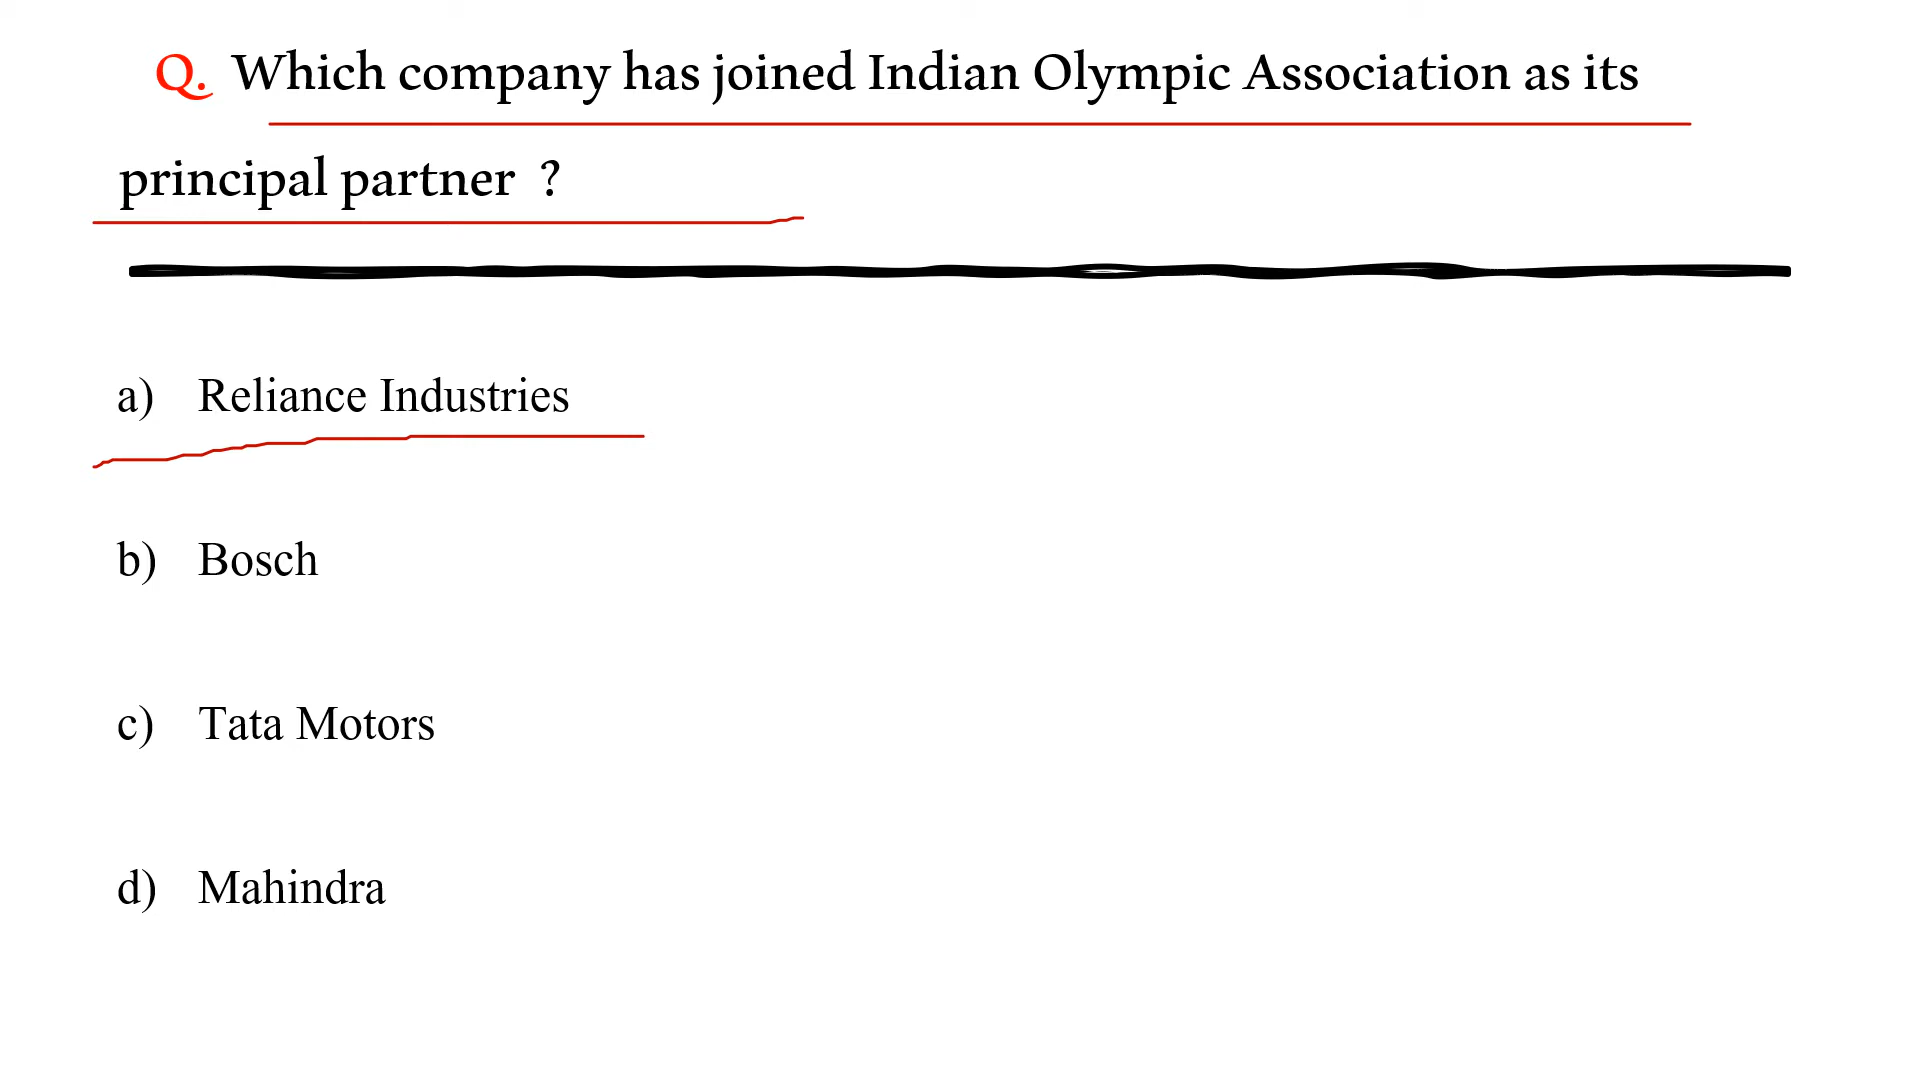 Q. Which company has joined Indian Olympic Association as its
principal partner ?
a) Reliance Industries
b) Bosch
c) Tata Motors
d) Mahindra